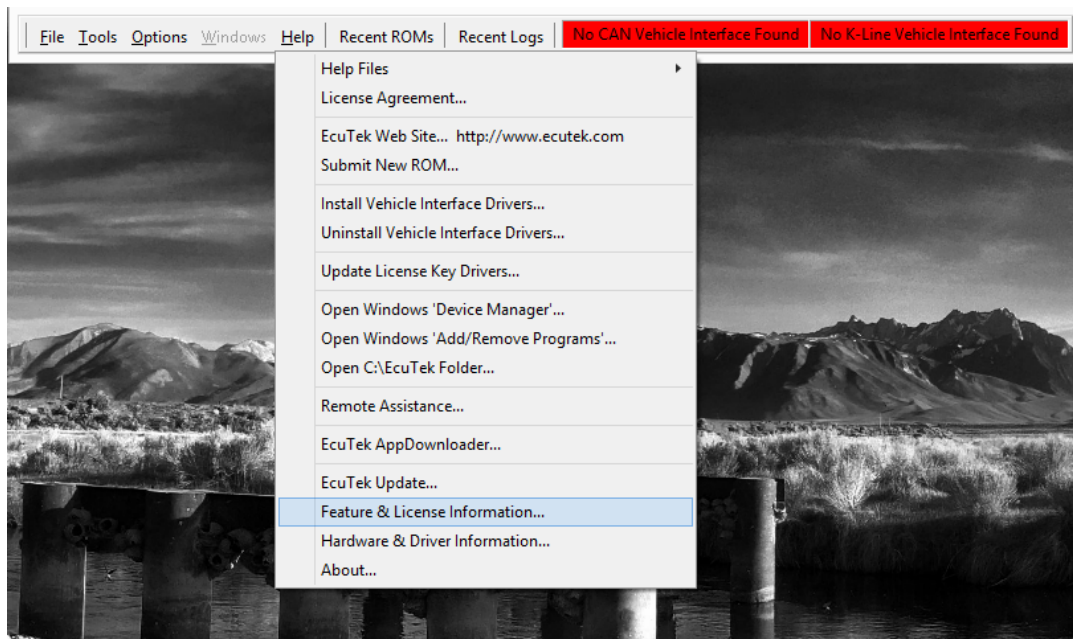 File Tools Options Windows Help Recent ROMs Recent Logs No CAN Vehicle Interface Found No K-Line Vehicle Interface Found
Help Files
License Agreement...
EcuTek Web Site... http://www.ecutek.com
Submit New ROM...
Install Vehicle Interface Drivers...
Uninstall Vehicle Interface Drivers...
Update License Key Drivers...
Open Windows 'Device Manager'...
Open Windows 'Add/Remove Programs'...
Open C:\EcuTek Folder...
Remote Assistance...
EcuTek AppDownloader...
EcuTek Update...
Feature & License Information...
Hardware & Driver Information...
About...